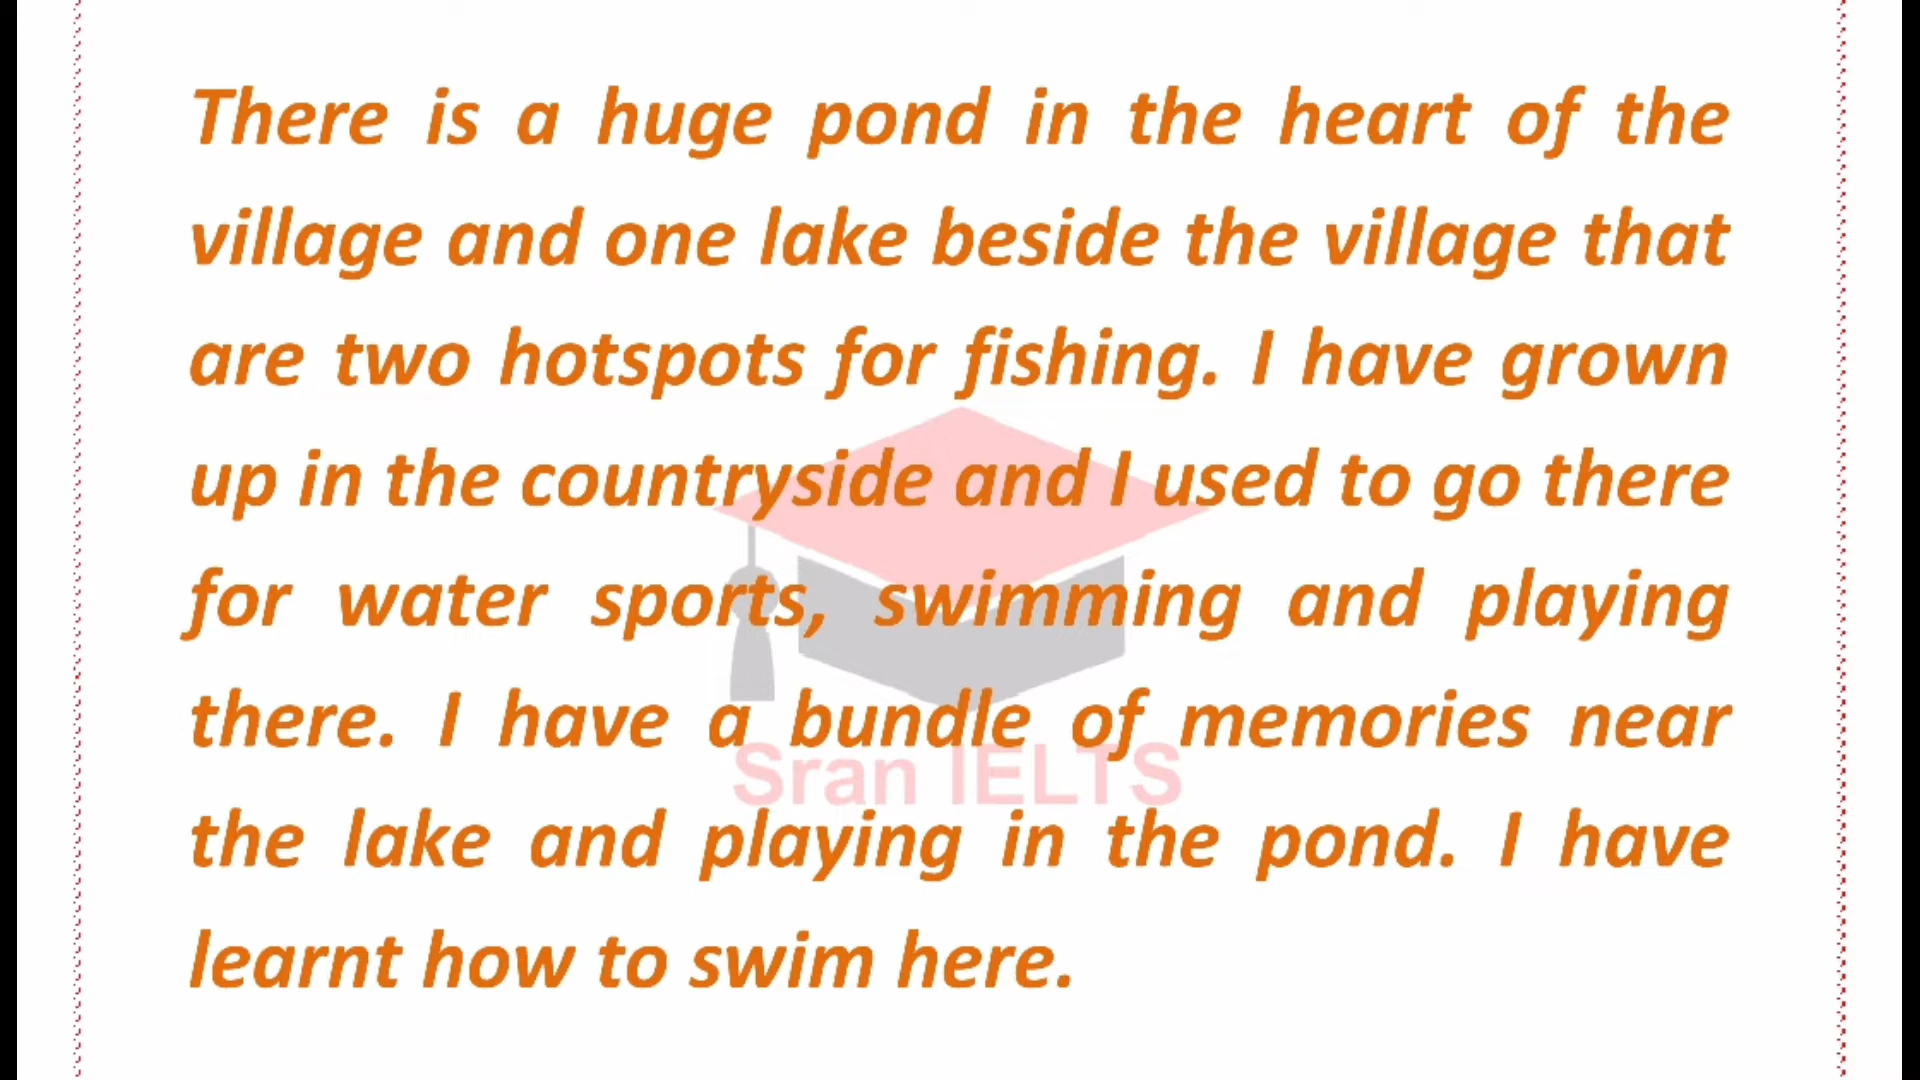 There is a huge pond in the heart of the
village and one lake beside the village that
are two hotspots for fishing. I have grown
up in the countryside and I used to go there
for water sports, swimming and playing
there. I have a bundle of memories near
Sran IELTS
the lake and playing in the pond. I have
learnt how to swim here.